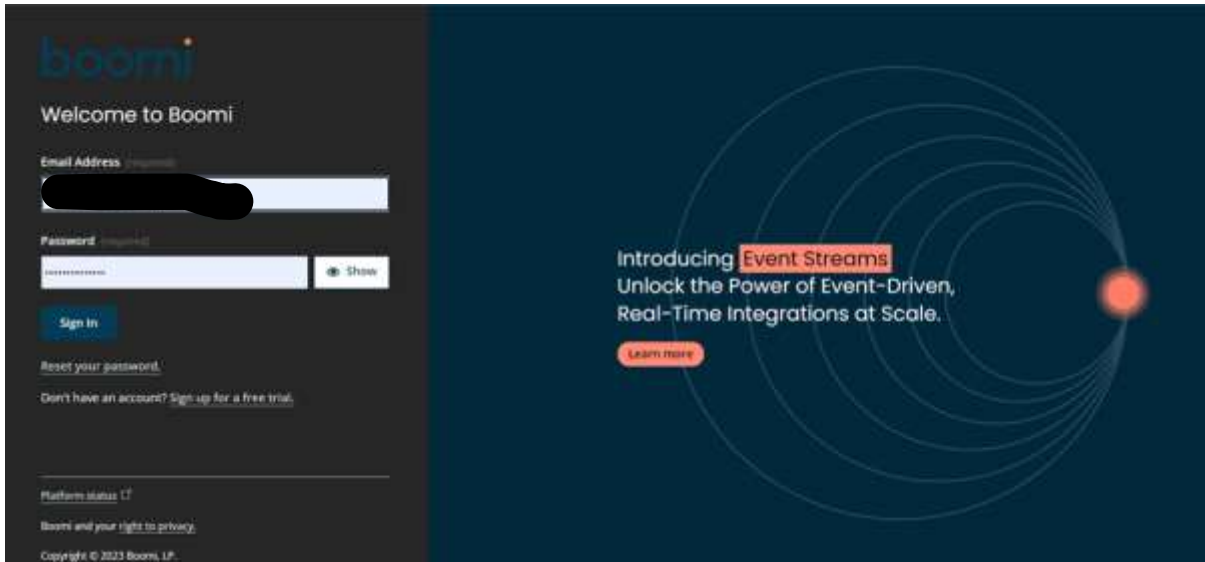 boomi
Welcome to Boomi
Email Address (required)
Password (required)
Show
Sign In
Reset your password.
Don't have an account? Sign up for a free trial.
Platform status
Boomi and your right to privacy.
Copyright © 2023 Boomi, LP.
Introducing Event Streams
Unlock the Power of Event-Driven,
Real-Time Integrations at Scale.
Learn more